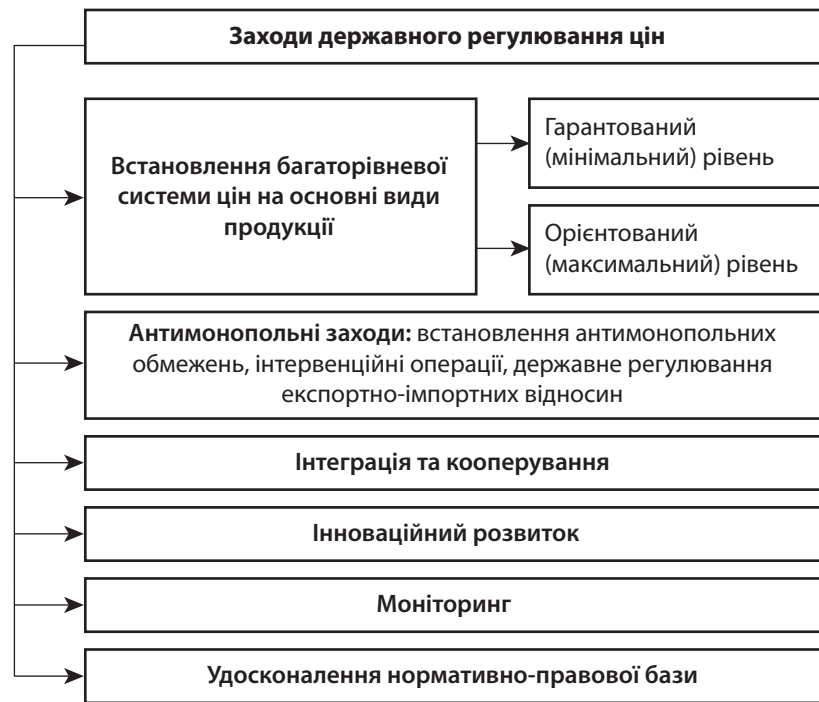 Заходи державного регулювання цін
Встановлення багаторівневої
системи цін на основні види
продукції
Гарантований
(мінімальний) рівень
Орієнтований
(максимальний) рівень
Антимонопольні заходи: встановлення антимонопольних
обмежень, інтервенційні операції, державне регулювання
експортно-імпортних відносин
Інтеграція та кооперування
Інноваційний розвиток
Моніторинг
Удосконалення нормативно-правової бази